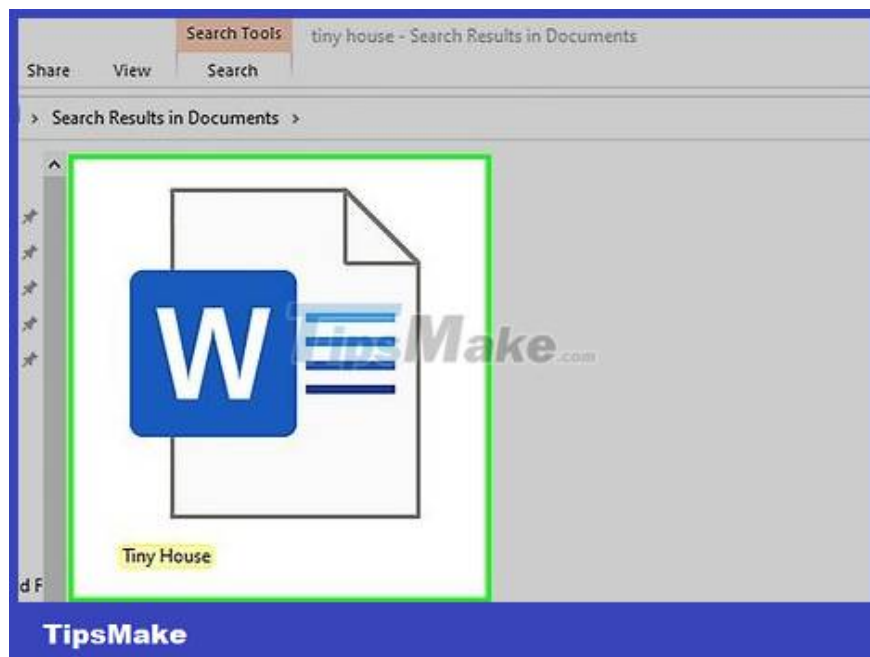 Search Tools tiny house - Search Results in Documents
Share View Search
> Search Results in Documents >
W
TipsMake.com
Tiny House
d F
TipsMake